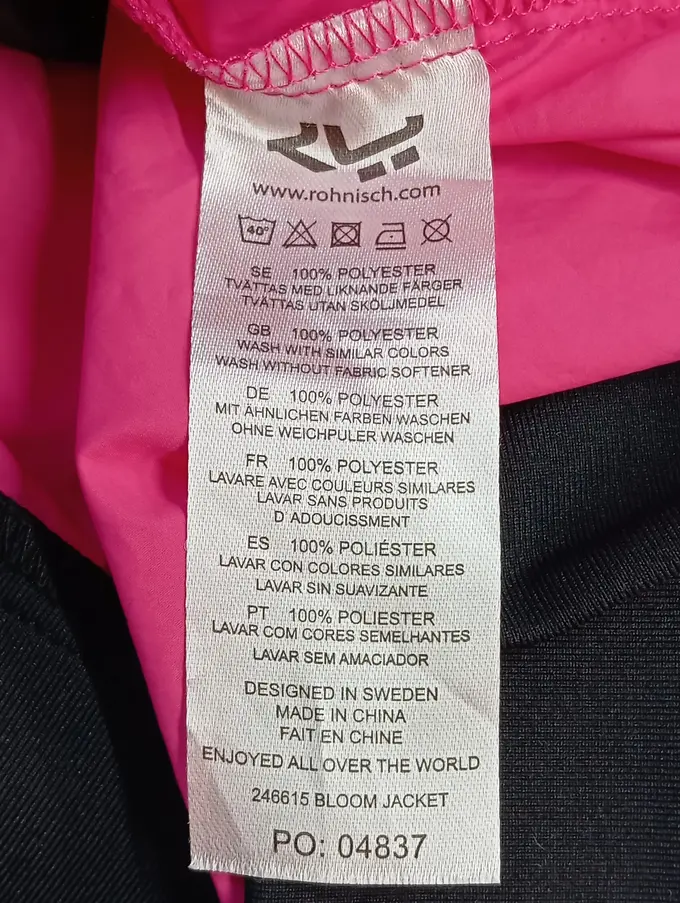 www.rohnisch.com
40°
SE 100% POLYESTER
TVÄTTAS MED LIKNANDE FÄRGER
TVÄTTAS UTAN SKÖLJMEDEL
GB 100% POLYESTER
WASH WITH SIMILAR COLORS
WASH WITHOUT FABRIC SOFTENER
DE 100% POLYESTER
MIT ÄHNLICHEN FARBEN WASCHEN
OHNE WEICHPULER WASCHEN
FR 100% POLYESTER
LAVARE AVEC COULEURS SIMILARES
LAVAR SANS PRODUITS
D ADOUCISSMENT
ES 100% POLIÉSTER
LAVAR CON COLORES SIMILARES
LAVAR SIN SUAVIZANTE
PT 100% POLIESTER
LAVAR COM CORES SEMELHANTES
LAVAR SEM AMACIADOR
DESIGNED IN SWEDEN
MADE IN CHINA
FAIT EN CHINE
ENJOYED ALL OVER THE WORLD
246615 BLOOM JACKET
PO: 04837